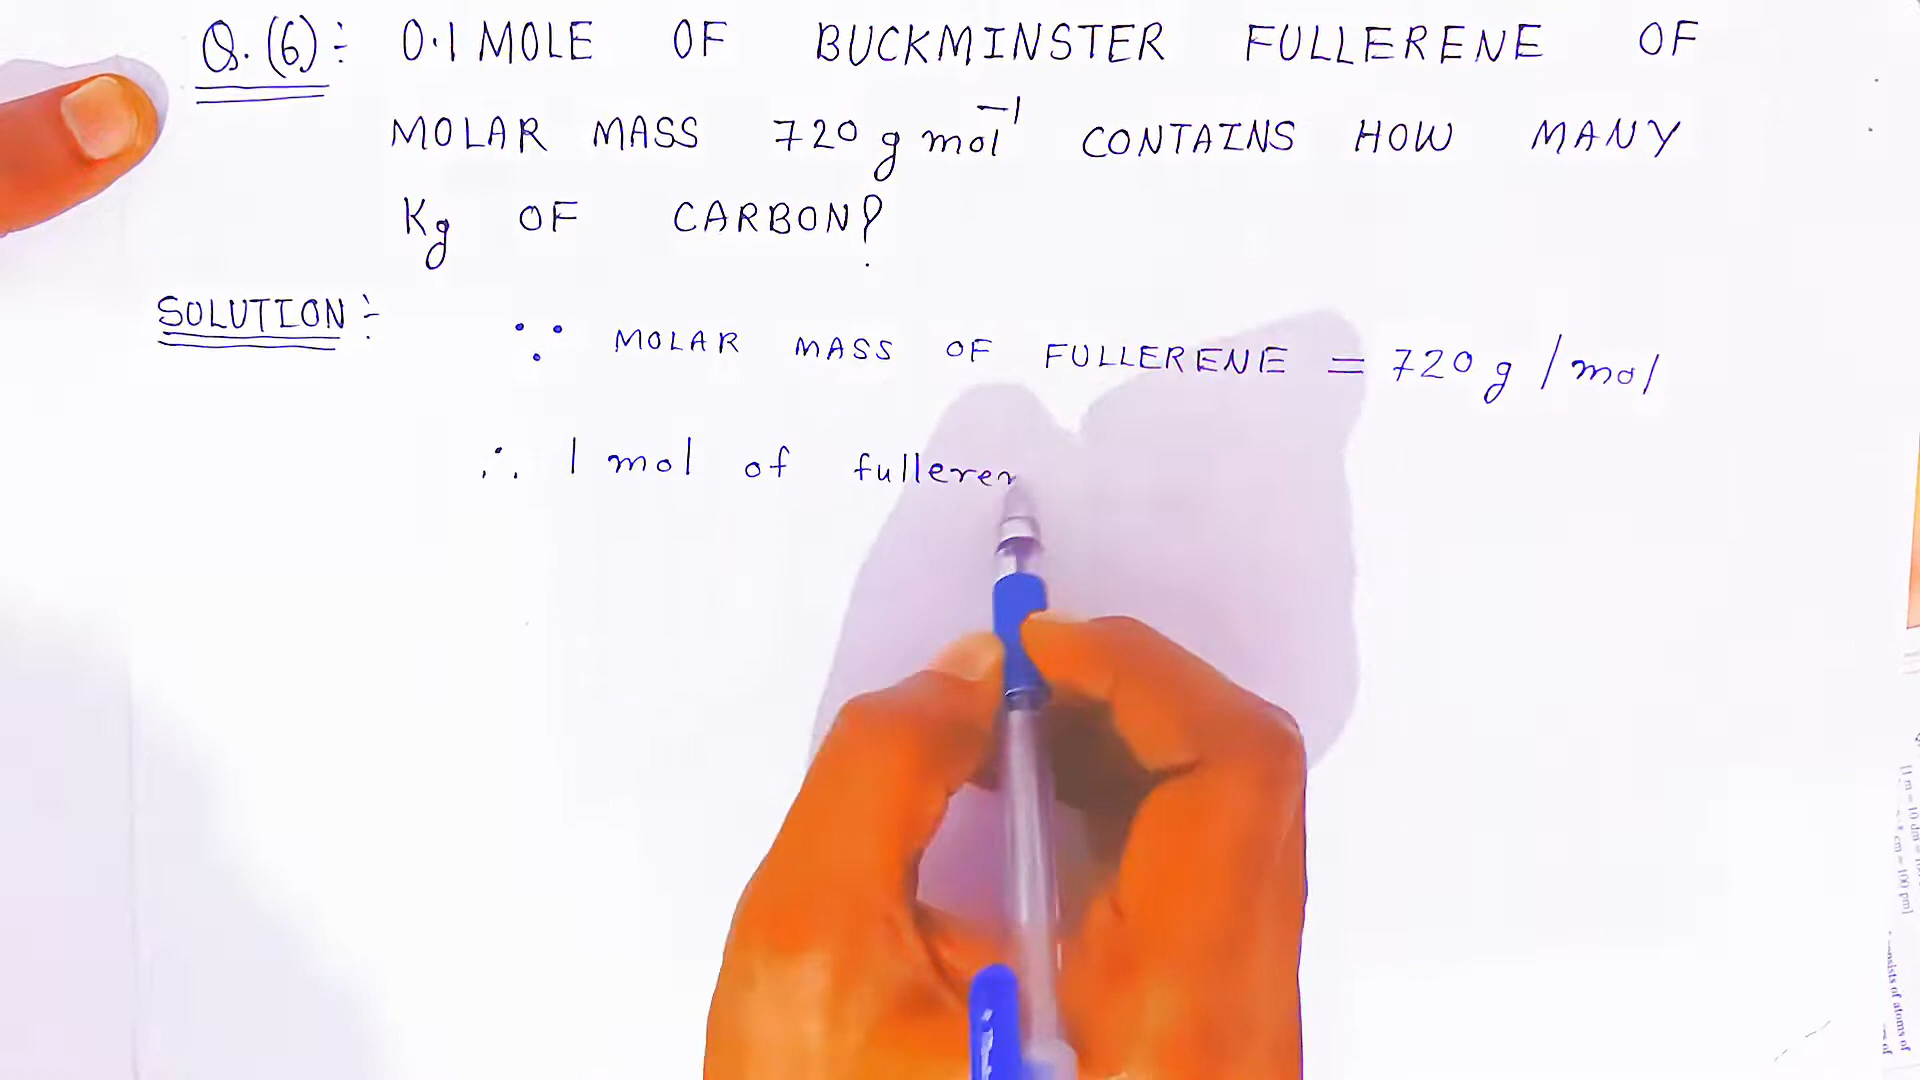 Q.(6):- 0.1 MOLE OF BUCKMINSTER FULLERENE OF
MOLAR MASS 720 g mol⁻¹ CONTAINS HOW MANY
Kg OF CARBON?
SOLUTION :-
∵ MOLAR MASS OF FULLERENE = 720 g / mol
∴ 1 mol of fulleren